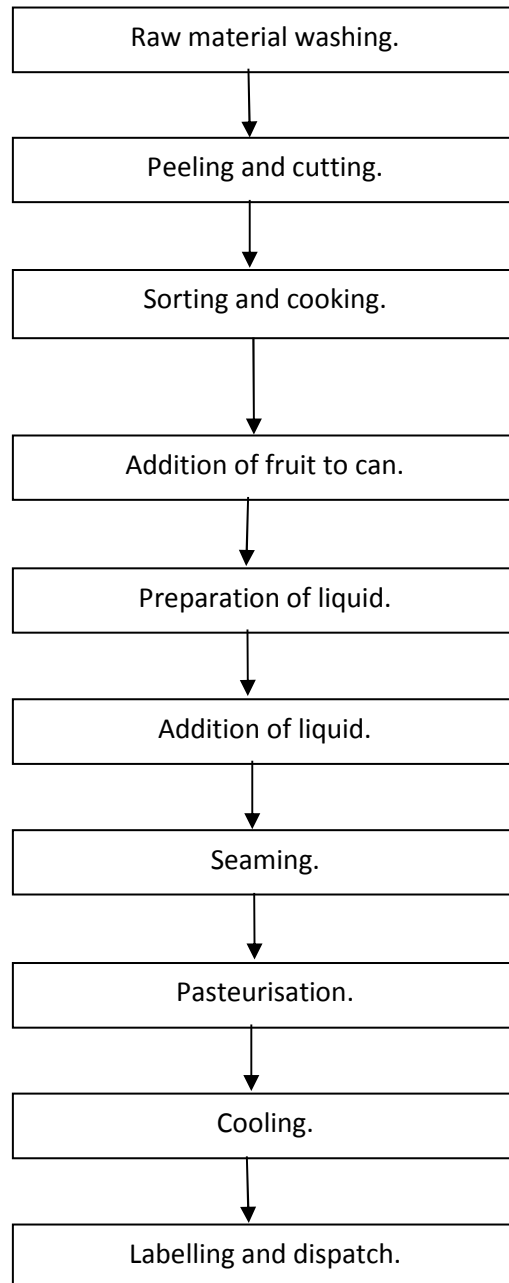 Raw material washing.
Peeling and cutting.
Sorting and cooking.
Addition of fruit to can.
Preparation of liquid.
Addition of liquid.
Seaming.
Pasteurisation.
Cooling.
Labelling and dispatch.